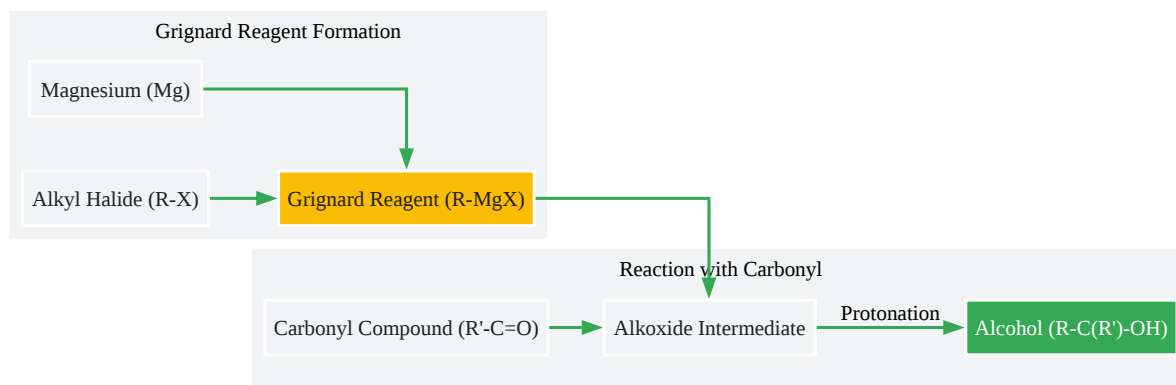 Grignard Reagent Formation
Magnesium (Mg)
Alkyl Halide (R-X)
Grignard Reagent (R-MgX)
Reaction with Carbonyl
Carbonyl Compound (R'-C=O)
Alkoxide Intermediate
Protonation
Alcohol (R-C(R')-OH)